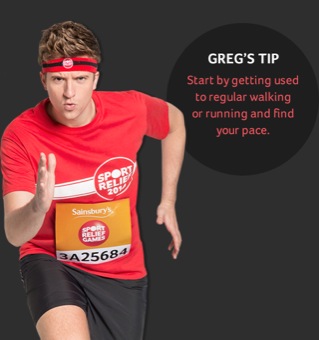 GREG'S TIP
Start by getting used
to regular walking
or running and find
your pace.
SPORT
RELIEF
Sainsbury's
SPORT
RELIEF
GAMES
3A25684